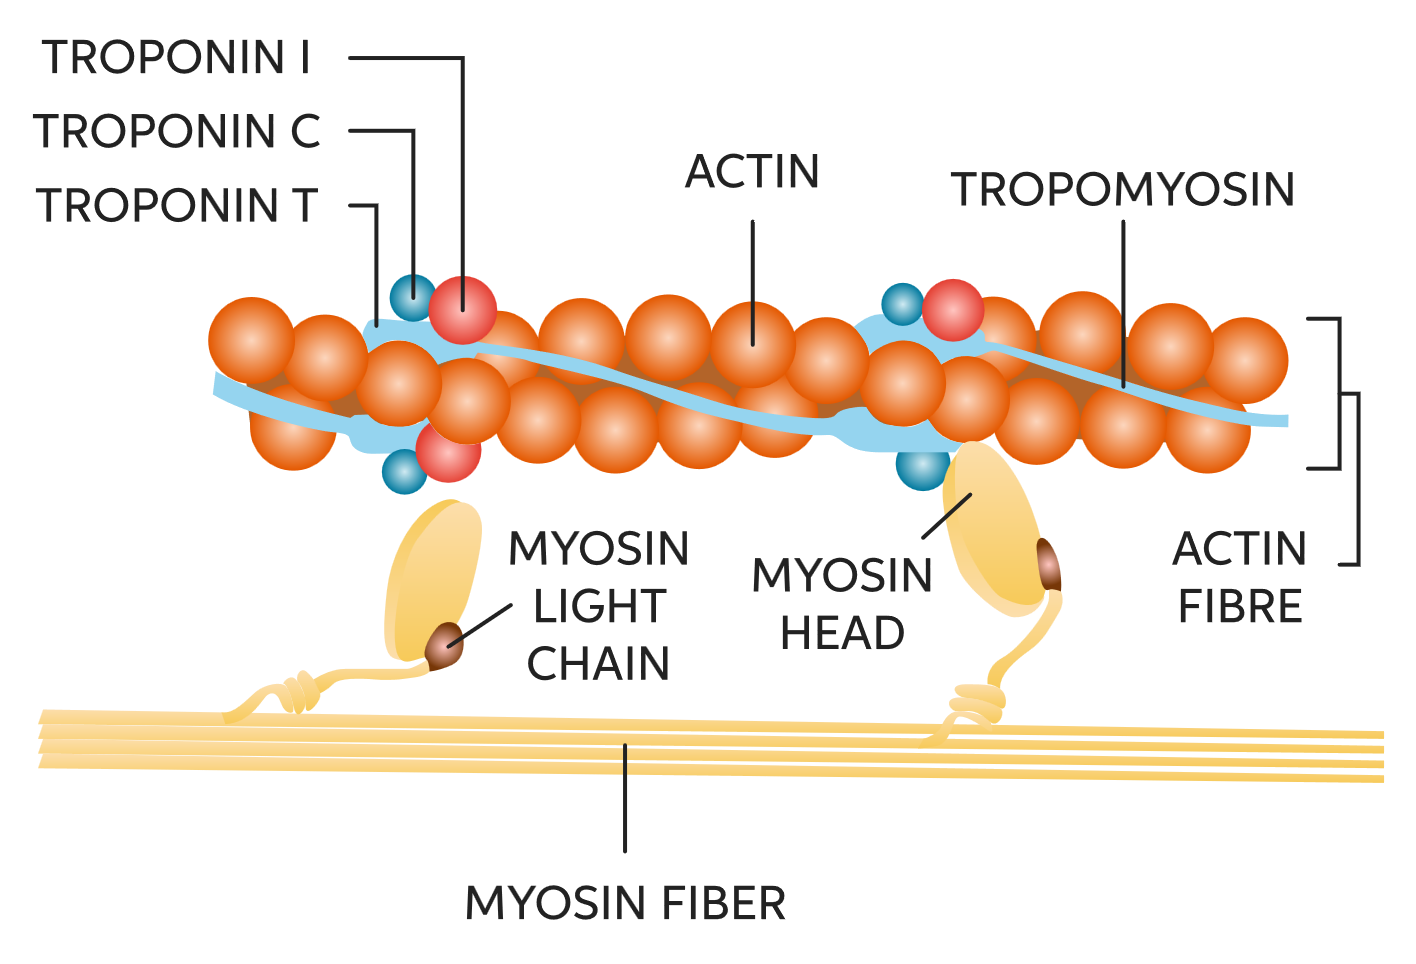 TROPONIN I
TROPONIN C
TROPONIN T
ACTIN
TROPOMYOSIN
MYOSIN
LIGHT
CHAIN
MYOSIN
HEAD
ACTIN
FIBRE
MYOSIN FIBER